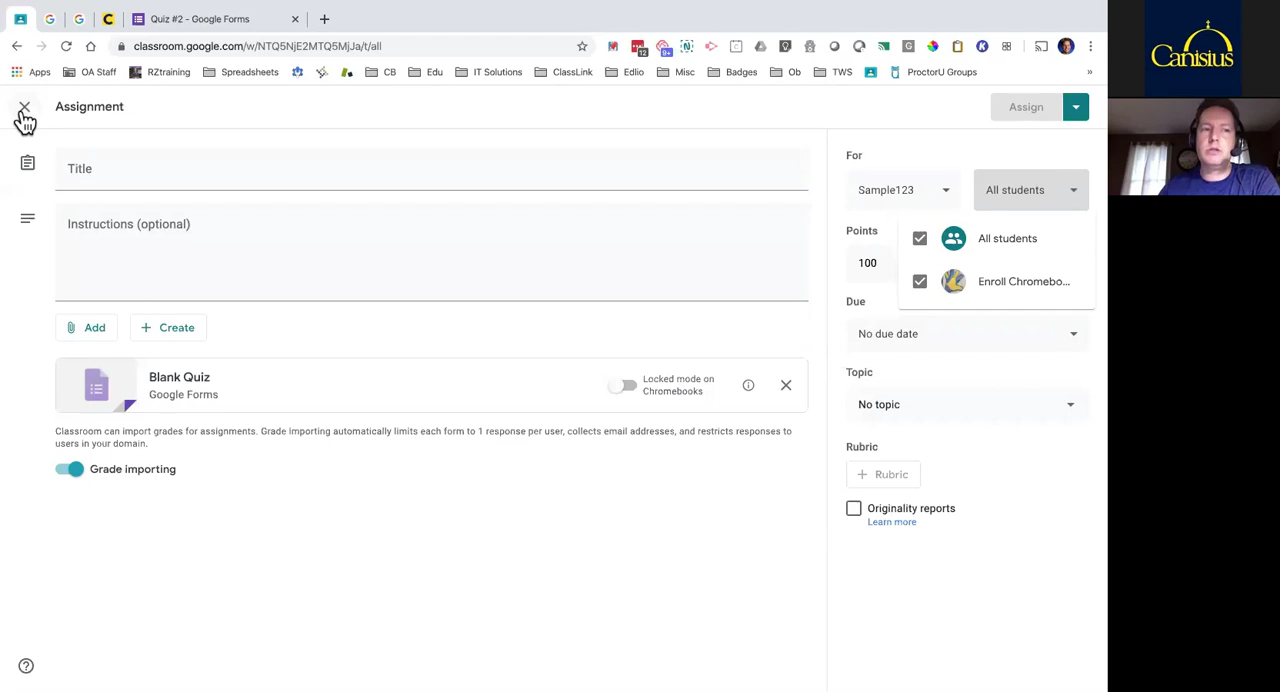 Quiz #2 - Google Forms
classroom.google.com/w/NTQ5NjE2MTQ5MjJa/t/all
12
9+
Apps
OA Staff
RZtraining
Spreadsheets
CB
Edu
IT Solutions
ClassLink
Edlio
Misc
Badges
Ob
TWS
ProctorU Groups
»
Canisius
Assignment
Assign
Title
Instructions (optional)
Add
Create
Blank Quiz
Google Forms
Locked mode on
Chromebooks
Classroom can import grades for assignments. Grade importing automatically limits each form to 1 response per user, collects email addresses, and restricts responses to
users in your domain.
Grade importing
For
Sample123
All students
All students
Enroll Chromebo...
Points
100
Due
No due date
Topic
No topic
Rubric
Rubric
Originality reports
Learn more